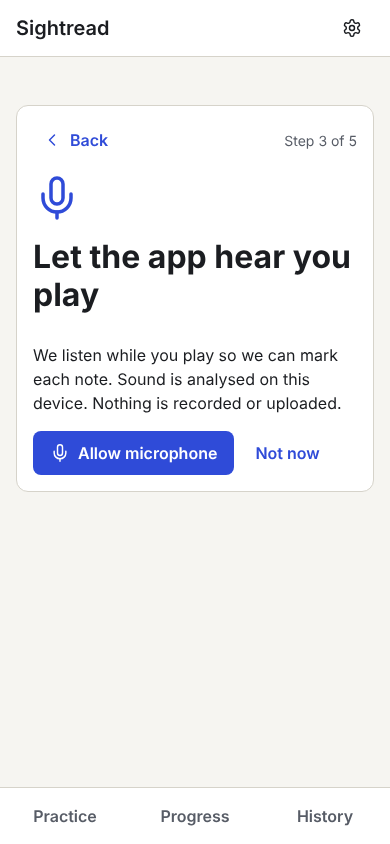 Sightread
Back
Step 3 of 5
Let the app hear you
play
We listen while you play so we can mark
each note. Sound is analysed on this
device. Nothing is recorded or uploaded.
Allow microphone
Not now
Practice
Progress
History